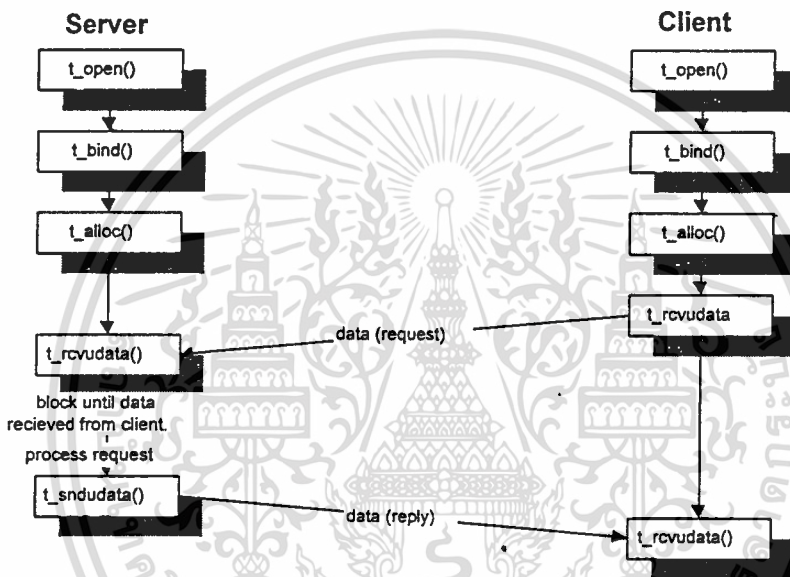 Server
Client
t_open()
t_open()
t_bind()
t_bind()
t_alloc()
t_alloc()
t_rcvudata
data (request)
t_rcvudata()
block until data
recieved from client.
process request
t_sndudata()
data (reply)
t_rcvudata()